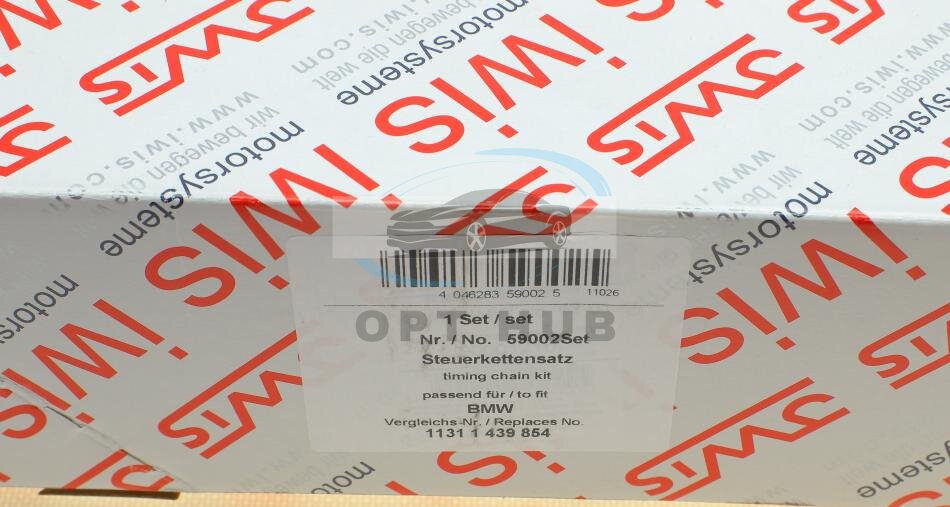 iwis
motorsysteme
wir bewegen die welt
www.iwis.com
4 046283 59002 5
11026
OPT HUB
1 Set / set
Nr. / No. 59002Set
Steuerkettensatz
timing chain kit
passend für / to fit
BMW
Vergleichs-Nr. / Replaces No.
1131 1 439 854